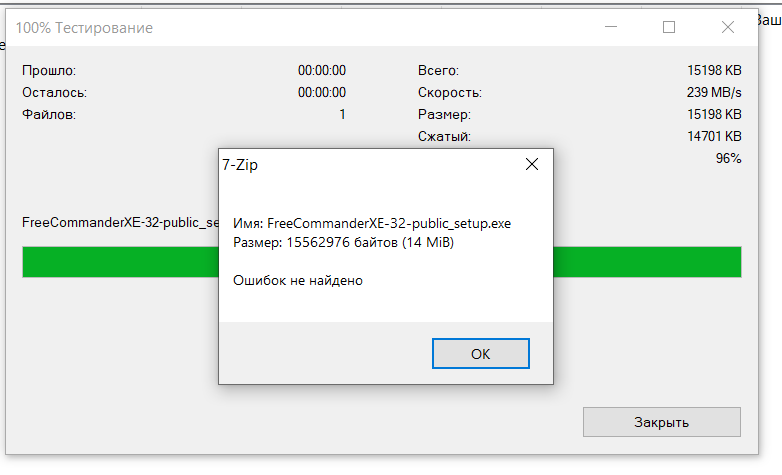 Ваш
100% Тестирование
е
Прошло: 00:00:00 Всего: 15198 KB
Осталось: 00:00:00 Скорость: 239 MB/s
Файлов: 1 Размер: 15198 KB
Сжатый: 14701 KB
96%
7-Zip
FreeCommanderXE-32-public_se
Имя: FreeCommanderXE-32-public_setup.exe
Размер: 15562976 байтов (14 MiB)
Ошибок не найдено
OK
Закрыть